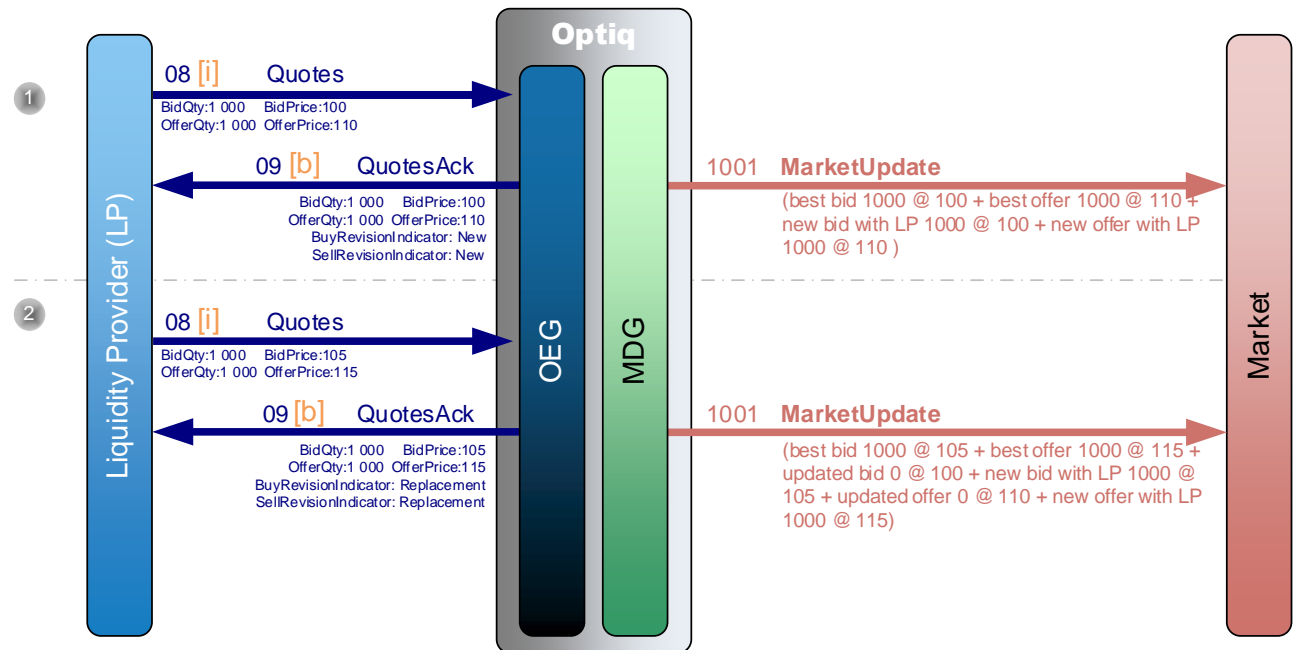 Optiq
Liquidity Provider (LP)
OEG
MDG
Market
1
08 [i] Quotes
BidQty:1 000 BidPrice:100
OfferQty:1 000 OfferPrice:110
09 [b] QuotesAck
BidQty:1 000 BidPrice:100
OfferQty:1 000 OfferPrice:110
BuyRevisionIndicator: New
SellRevisionIndicator: New
1001 MarketUpdate
(best bid 1000 @ 100 + best offer 1000 @ 110 +
new bid with LP 1000 @ 100 + new offer with LP
1000 @ 110 )
2
08 [i] Quotes
BidQty:1 000 BidPrice:105
OfferQty:1 000 OfferPrice:115
09 [b] QuotesAck
BidQty:1 000 BidPrice:105
OfferQty:1 000 OfferPrice:115
BuyRevisionIndicator: Replacement
SellRevisionIndicator: Replacement
1001 MarketUpdate
(best bid 1000 @ 105 + best offer 1000 @ 115 +
updated bid 0 @ 100 + new bid with LP 1000 @
105 + updated offer 0 @ 110 + new offer with LP
1000 @ 115)